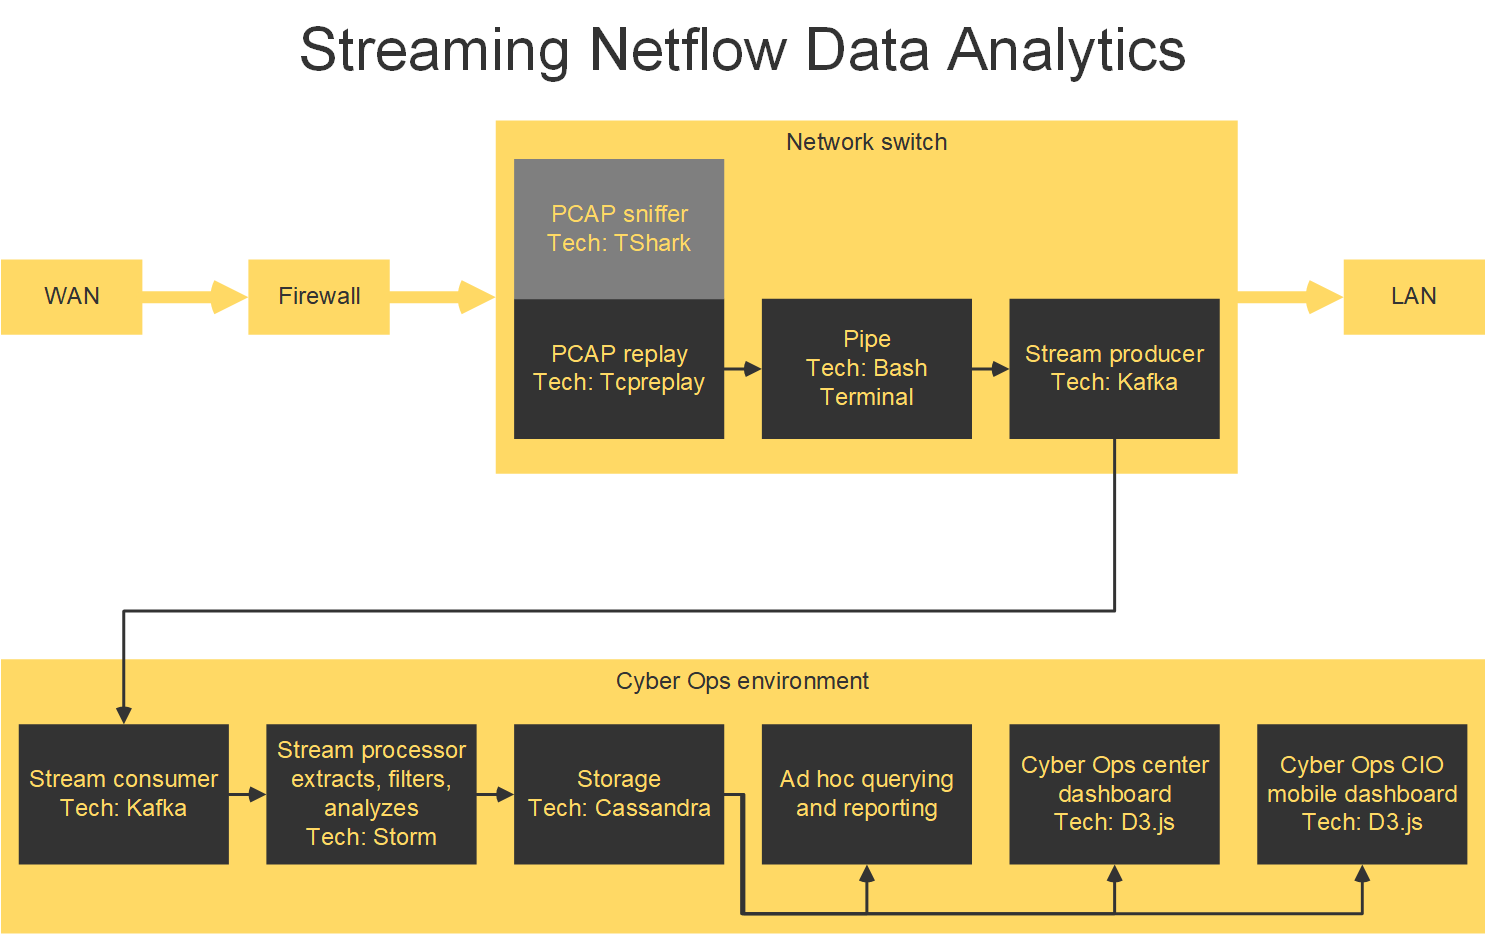 Streaming Netflow Data Analytics
Network switch
PCAP sniffer
Tech: TShark
WAN
Firewall
LAN
PCAP replay
Tech: Tcpreplay
Pipe
Tech: Bash
Terminal
Stream producer
Tech: Kafka
Cyber Ops environment
Stream consumer
Tech: Kafka
Stream processor
extracts, filters,
analyzes
Tech: Storm
Storage
Tech: Cassandra
Ad hoc querying
and reporting
Cyber Ops center
dashboard
Tech: D3.js
Cyber Ops CIO
mobile dashboard
Tech: D3.js